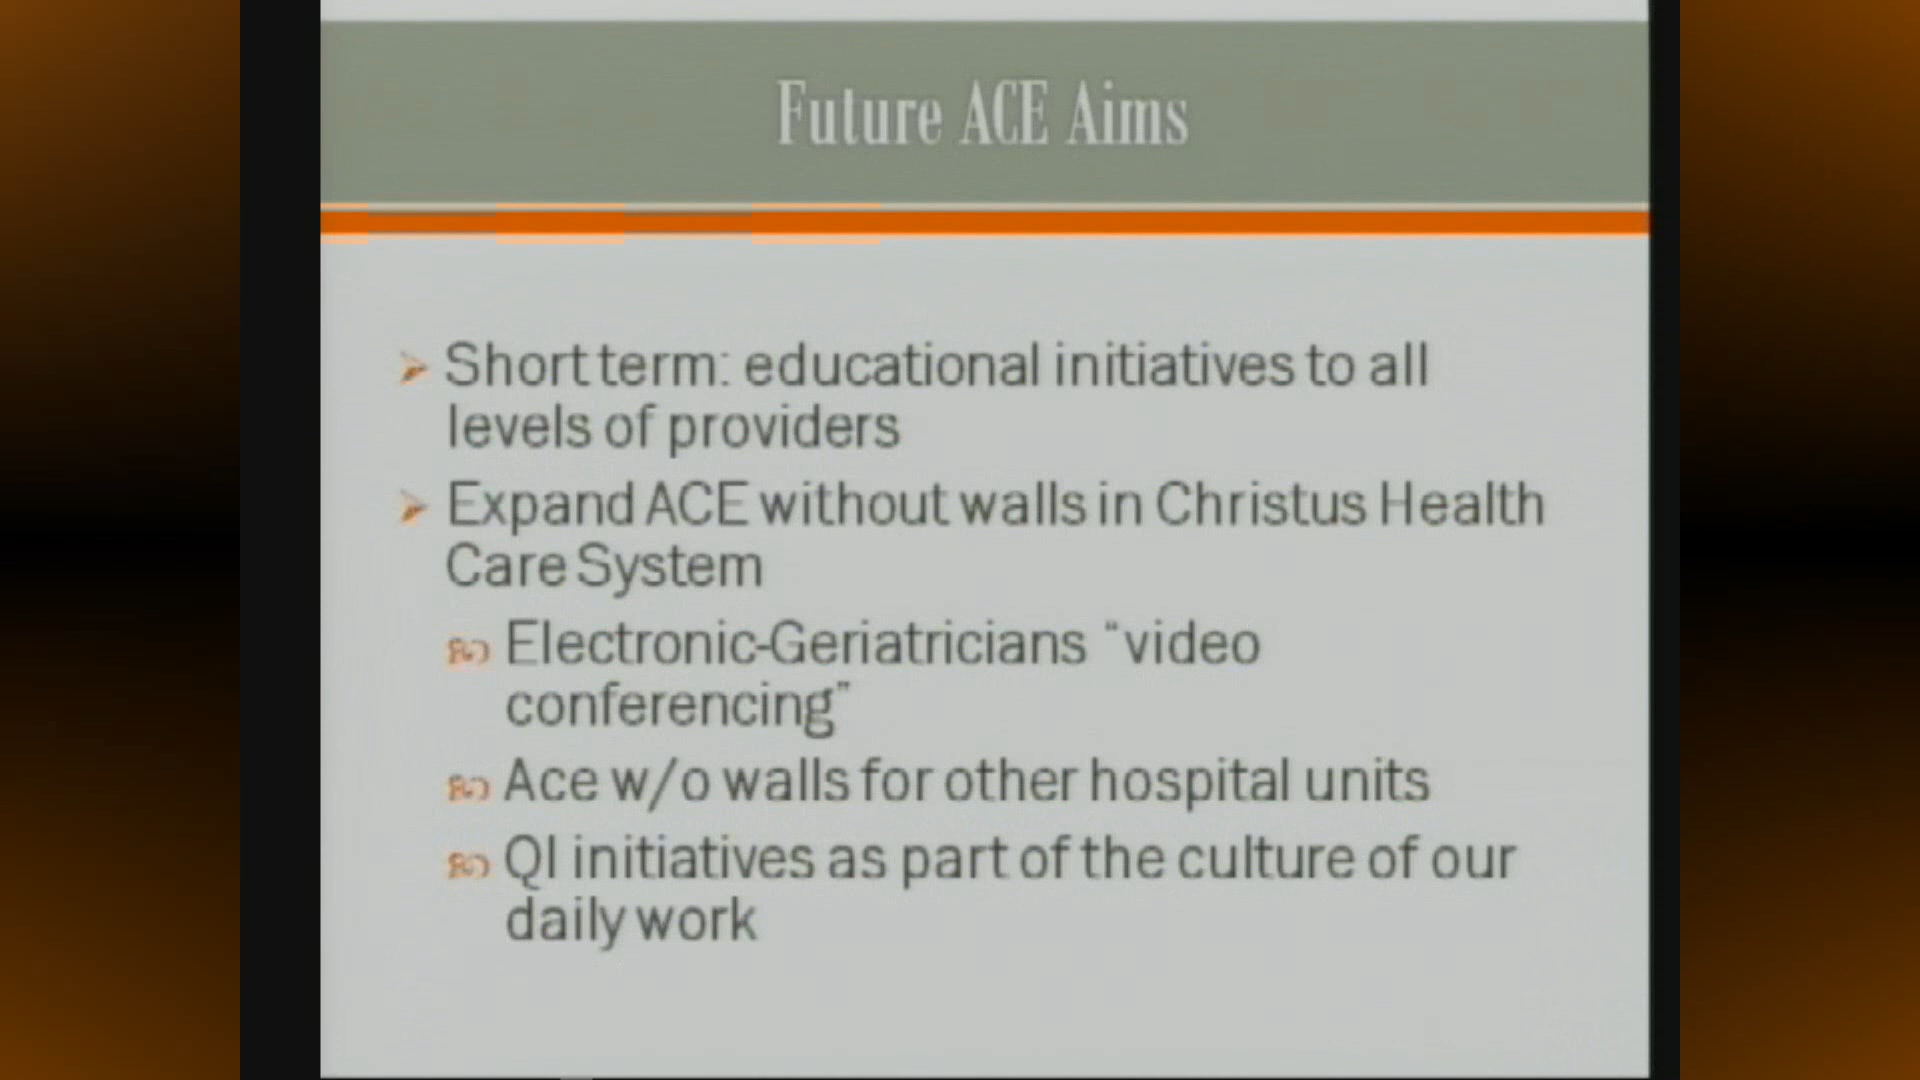 Future ACE Aims
Short term: educational initiatives to all
levels of providers
Expand ACE without walls in Christus Health
Care System
Electronic-Geriatricians “video
conferencing”
Ace w/o walls for other hospital units
QI initiatives as part of the culture of our
daily work